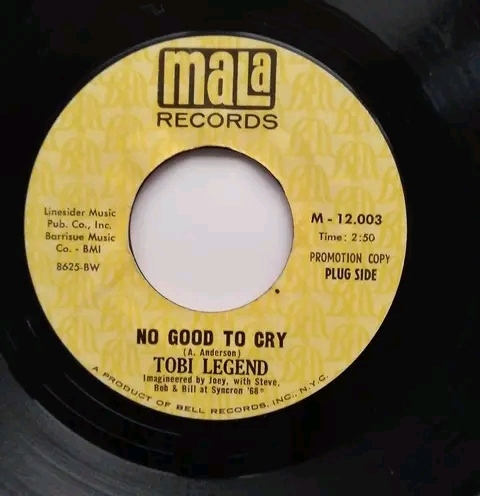 mala
RECORDS
Linesider Music
Pub. Co., Inc.
Barrisue Music
Co. - BMI
8625-BW
M - 12.003
Time: 2:50
PROMOTION COPY
PLUG SIDE
NO GOOD TO CRY
(A. Anderson)
TOBI LEGEND
Imagineered by Joey, with Steve,
Bob & Bill at Syncron '68
A PRODUCT OF BELL RECORDS, INC., N.Y.C.